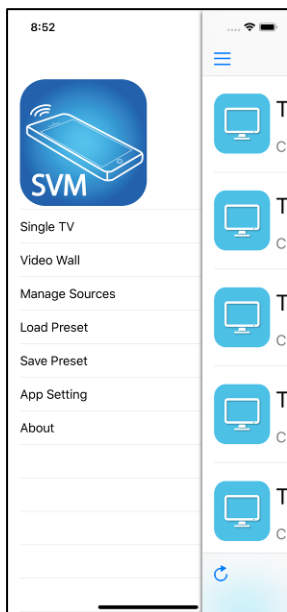 8:52
SVM
Single TV
Video Wall
Manage Sources
Load Preset
Save Preset
App Setting
About
T
C
T
C
T
C
T
C
T
C